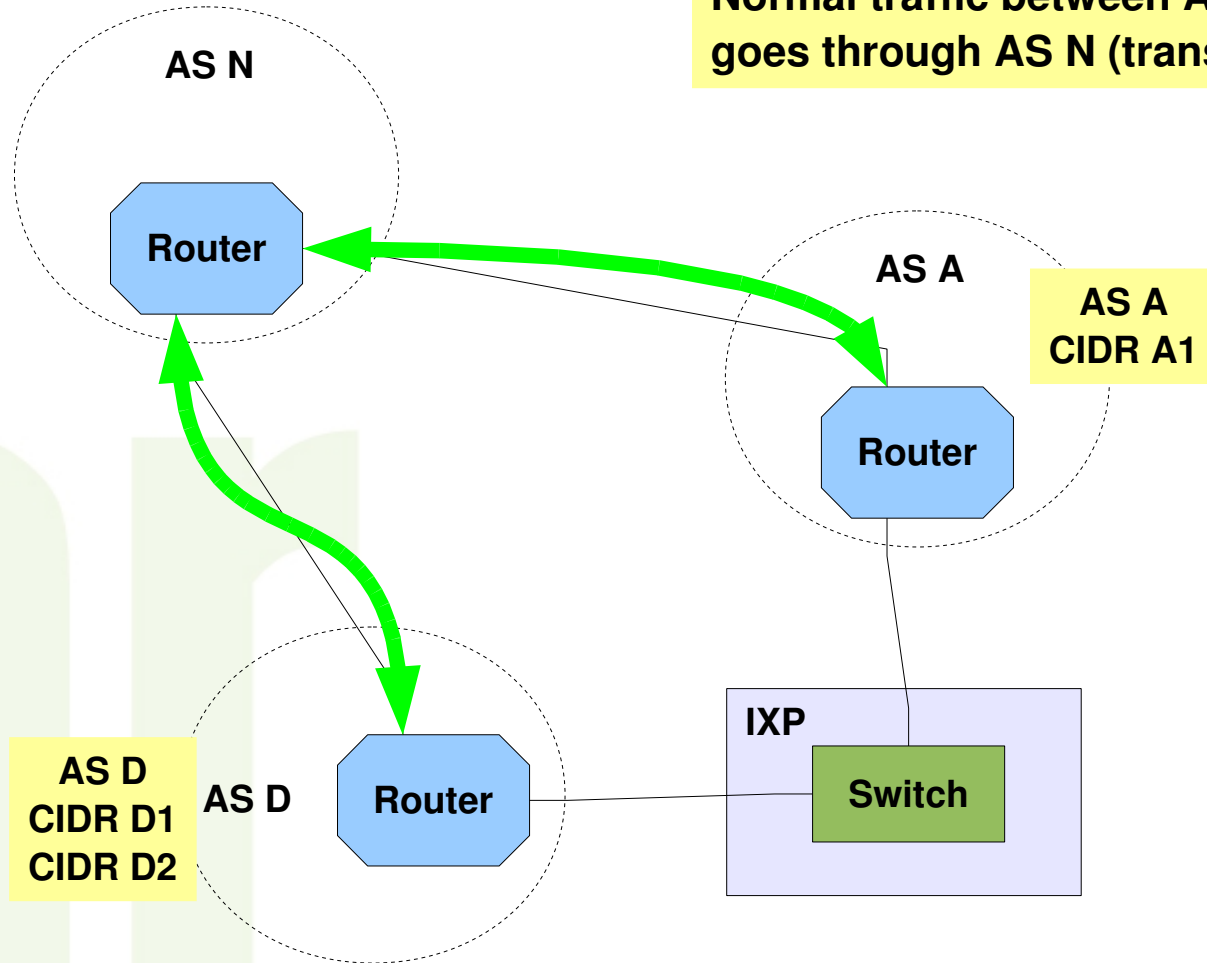 Normal traffic between A
goes through AS N (trans
AS N
Router
AS A
AS A
CIDR A1
Router
IXP
Switch
AS D
CIDR D1
CIDR D2
AS D
Router